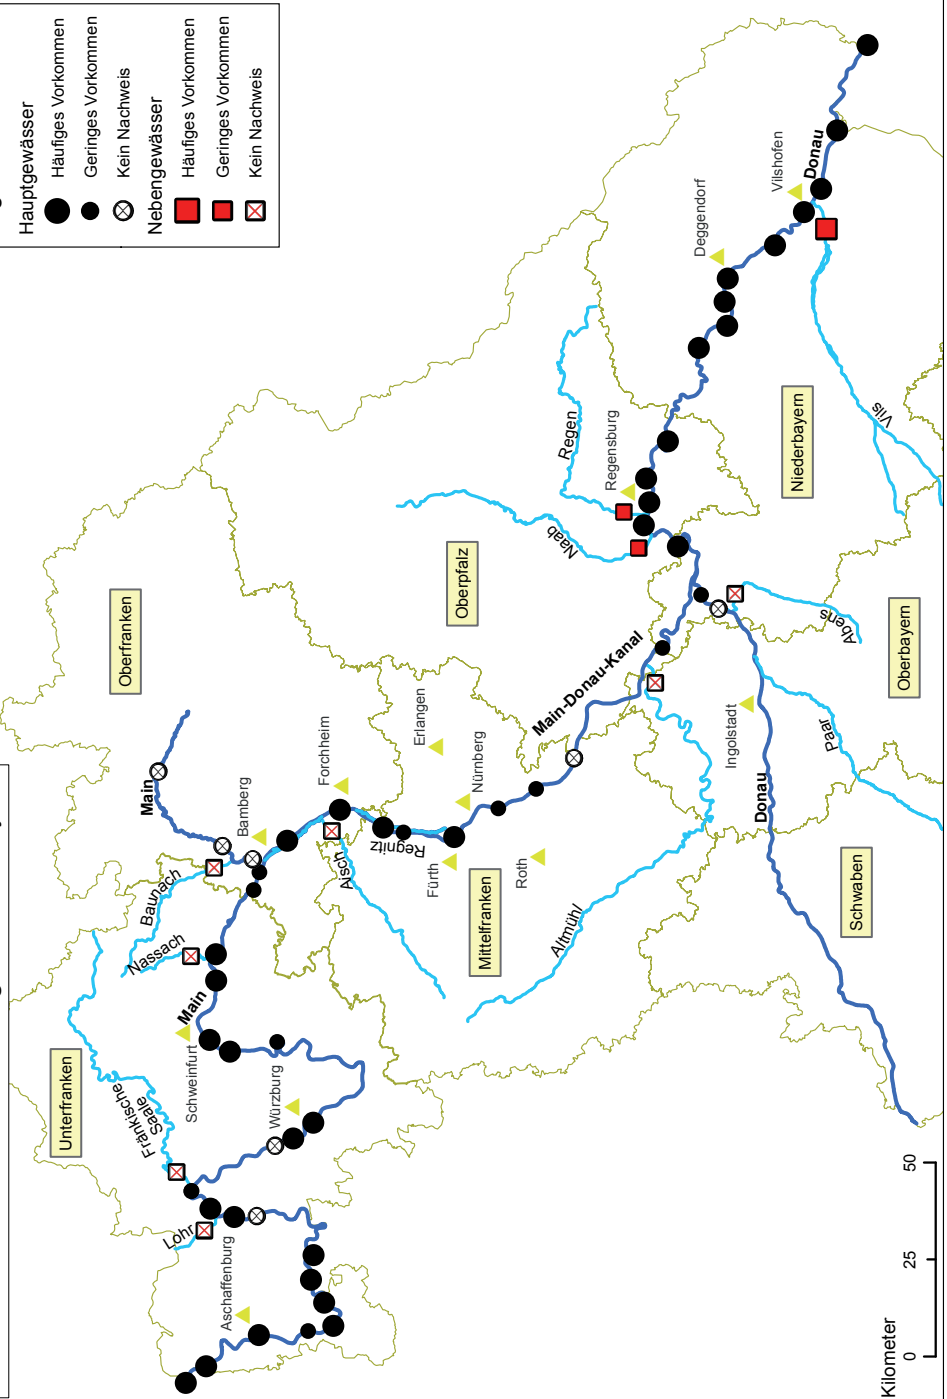 Hauptgewässer
Häufiges Vorkommen
Geringes Vorkommen
Kein Nachweis
Nebengewässer
Häufiges Vorkommen
Geringes Vorkommen
Kein Nachweis
Unterfranken
Oberfranken
Fränkische
Saale
Nassach
Baunach
Main
Lohr
Schweinfurt
Main
Bamberg
Aschaffenburg
Würzburg
Aisch
Forchheim
Regnitz
Erlangen
Fürth
Nürnberg
Oberpfalz
Mittelfranken
Roth
Naab
Regen
Regensburg
Deggendorf
Vilshofen
Donau
Altmühl
Main-Donau-Kanal
Niederbayern
Ingolstadt
Abens
Vils
Donau
Paar
Schwaben
Oberbayern
Kilometer
0 25 50